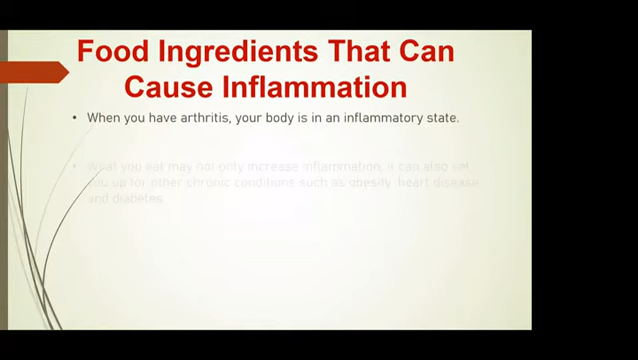 Food Ingredients That Can
Cause Inflammation
• When you have arthritis, your body is in an inflammatory state.
• What you eat may not only increase inflammation, it can also set
you up for other chronic conditions such as obesity, heart disease
and diabetes